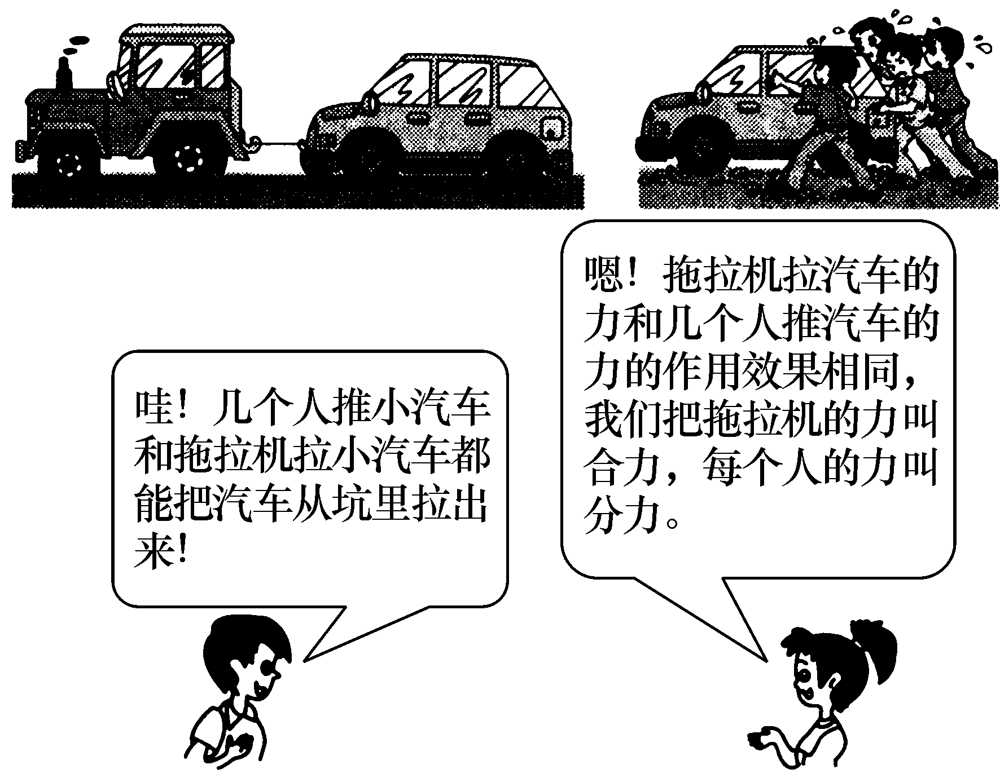 哇！几个人推小汽车
和拖拉机拉小汽车都
能把汽车从坑里拉出
来！
嗯！拖拉机拉汽车的
力和几个人推汽车的
力的作用效果相同，
我们把拖拉机的力叫
合力，每个人的力叫
分力。